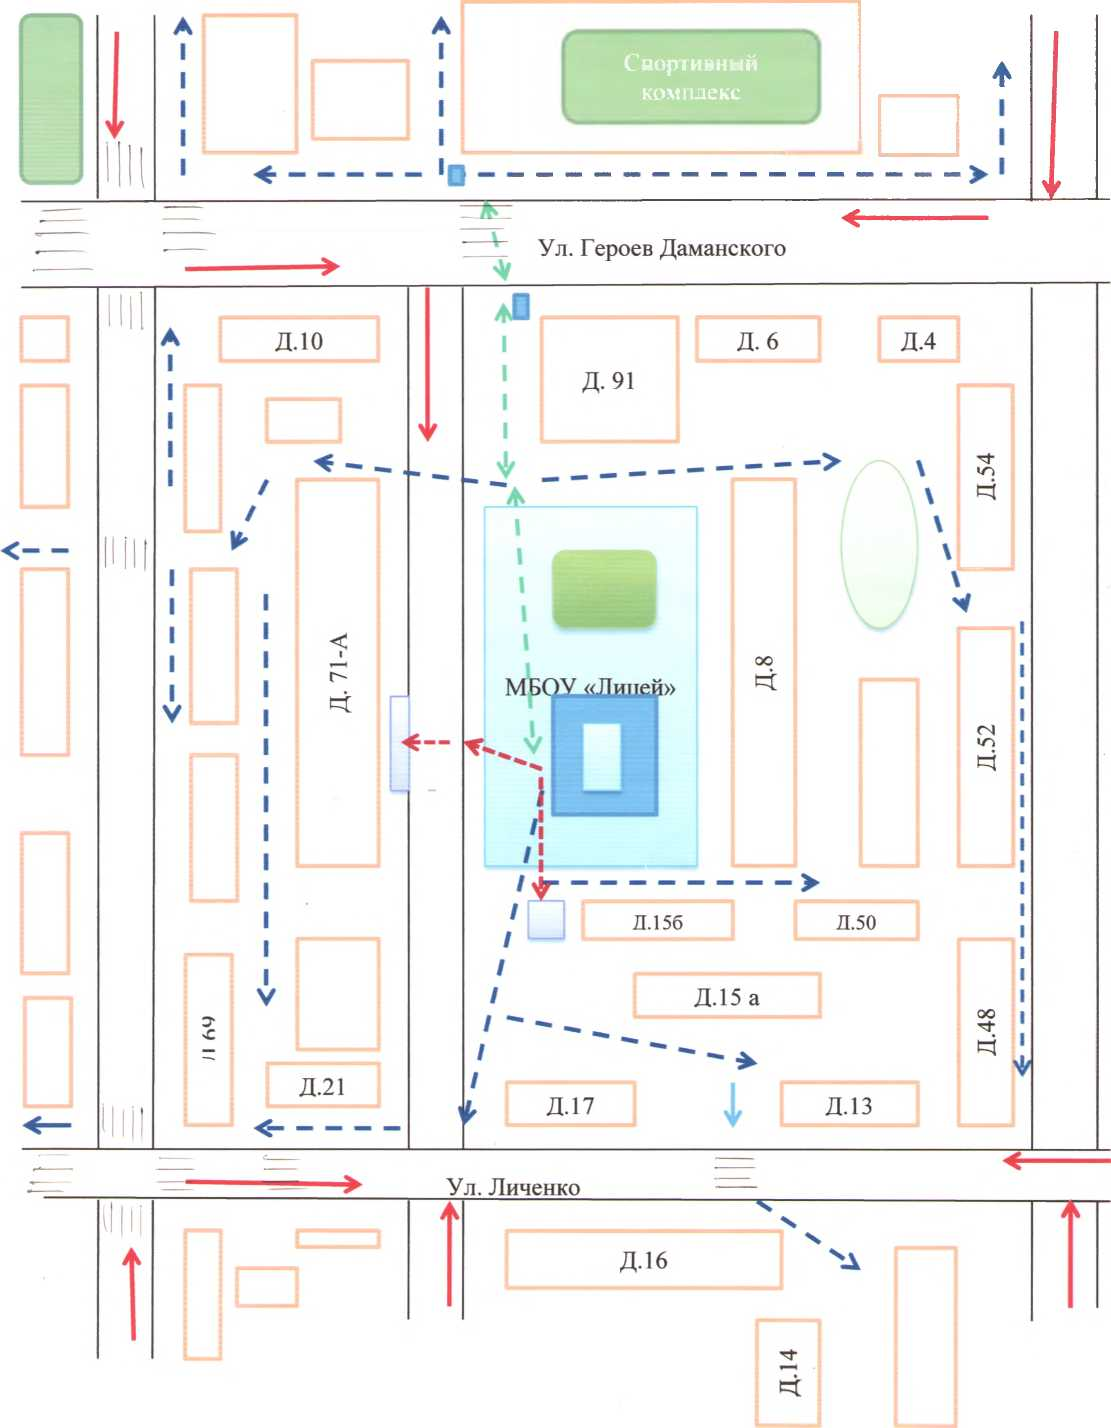 Спортивный
комплекс
Ул. Героев Даманского
Д.10
Д. 6
Д.4
Д. 91
Д.54
Д. 71-А
Д.8
МБОУ «Лицей»
Д.52
Д.15б
Д.50
Д.15 а
Д.69
Д.48
Д.21
Д.17
Д.13
Ул. Личенко
Д.16
Д.14